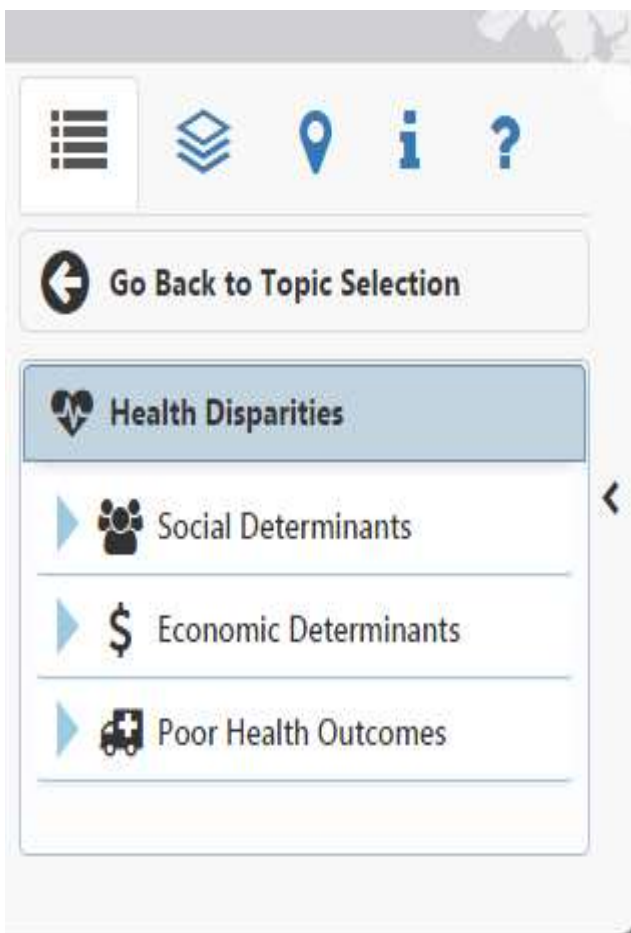 Go Back to Topic Selection
Health Disparities
Social Determinants
$ Economic Determinants
Poor Health Outcomes